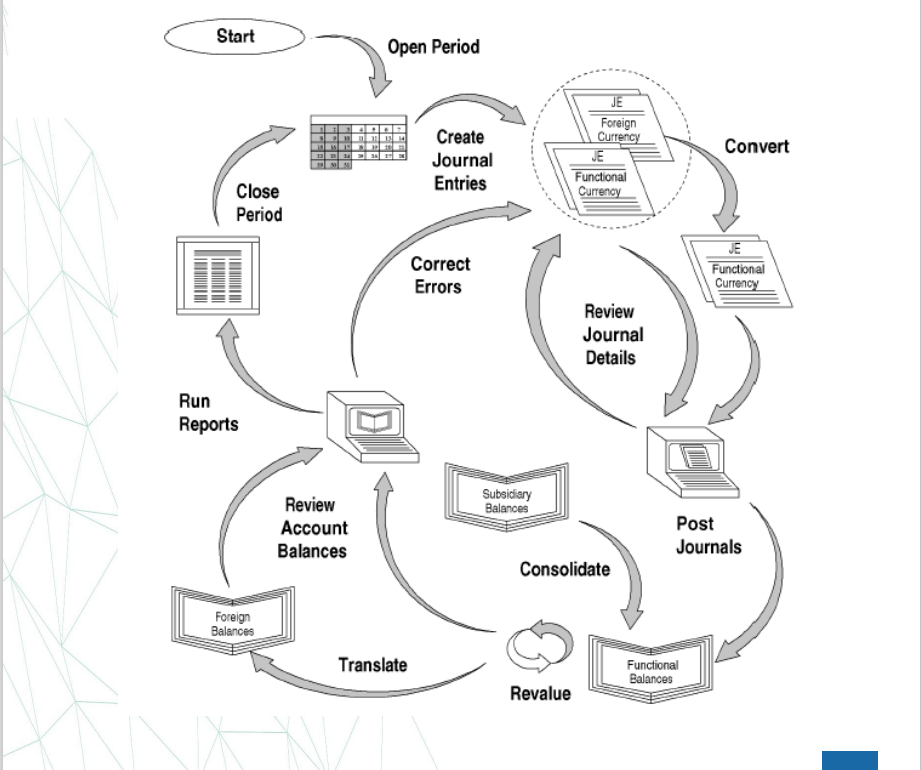 Start
Open Period
Create
Journal
Entries
JE
Foreign
Currency
JE
Functional
Currency
Convert
JE
Functional
Currency
Close
Period
Correct
Errors
Review
Journal
Details
Run
Reports
Review
Account
Balances
Subsidiary
Balances
Post
Journals
Consolidate
Foreign
Balances
Translate
Revalue
Functional
Balances